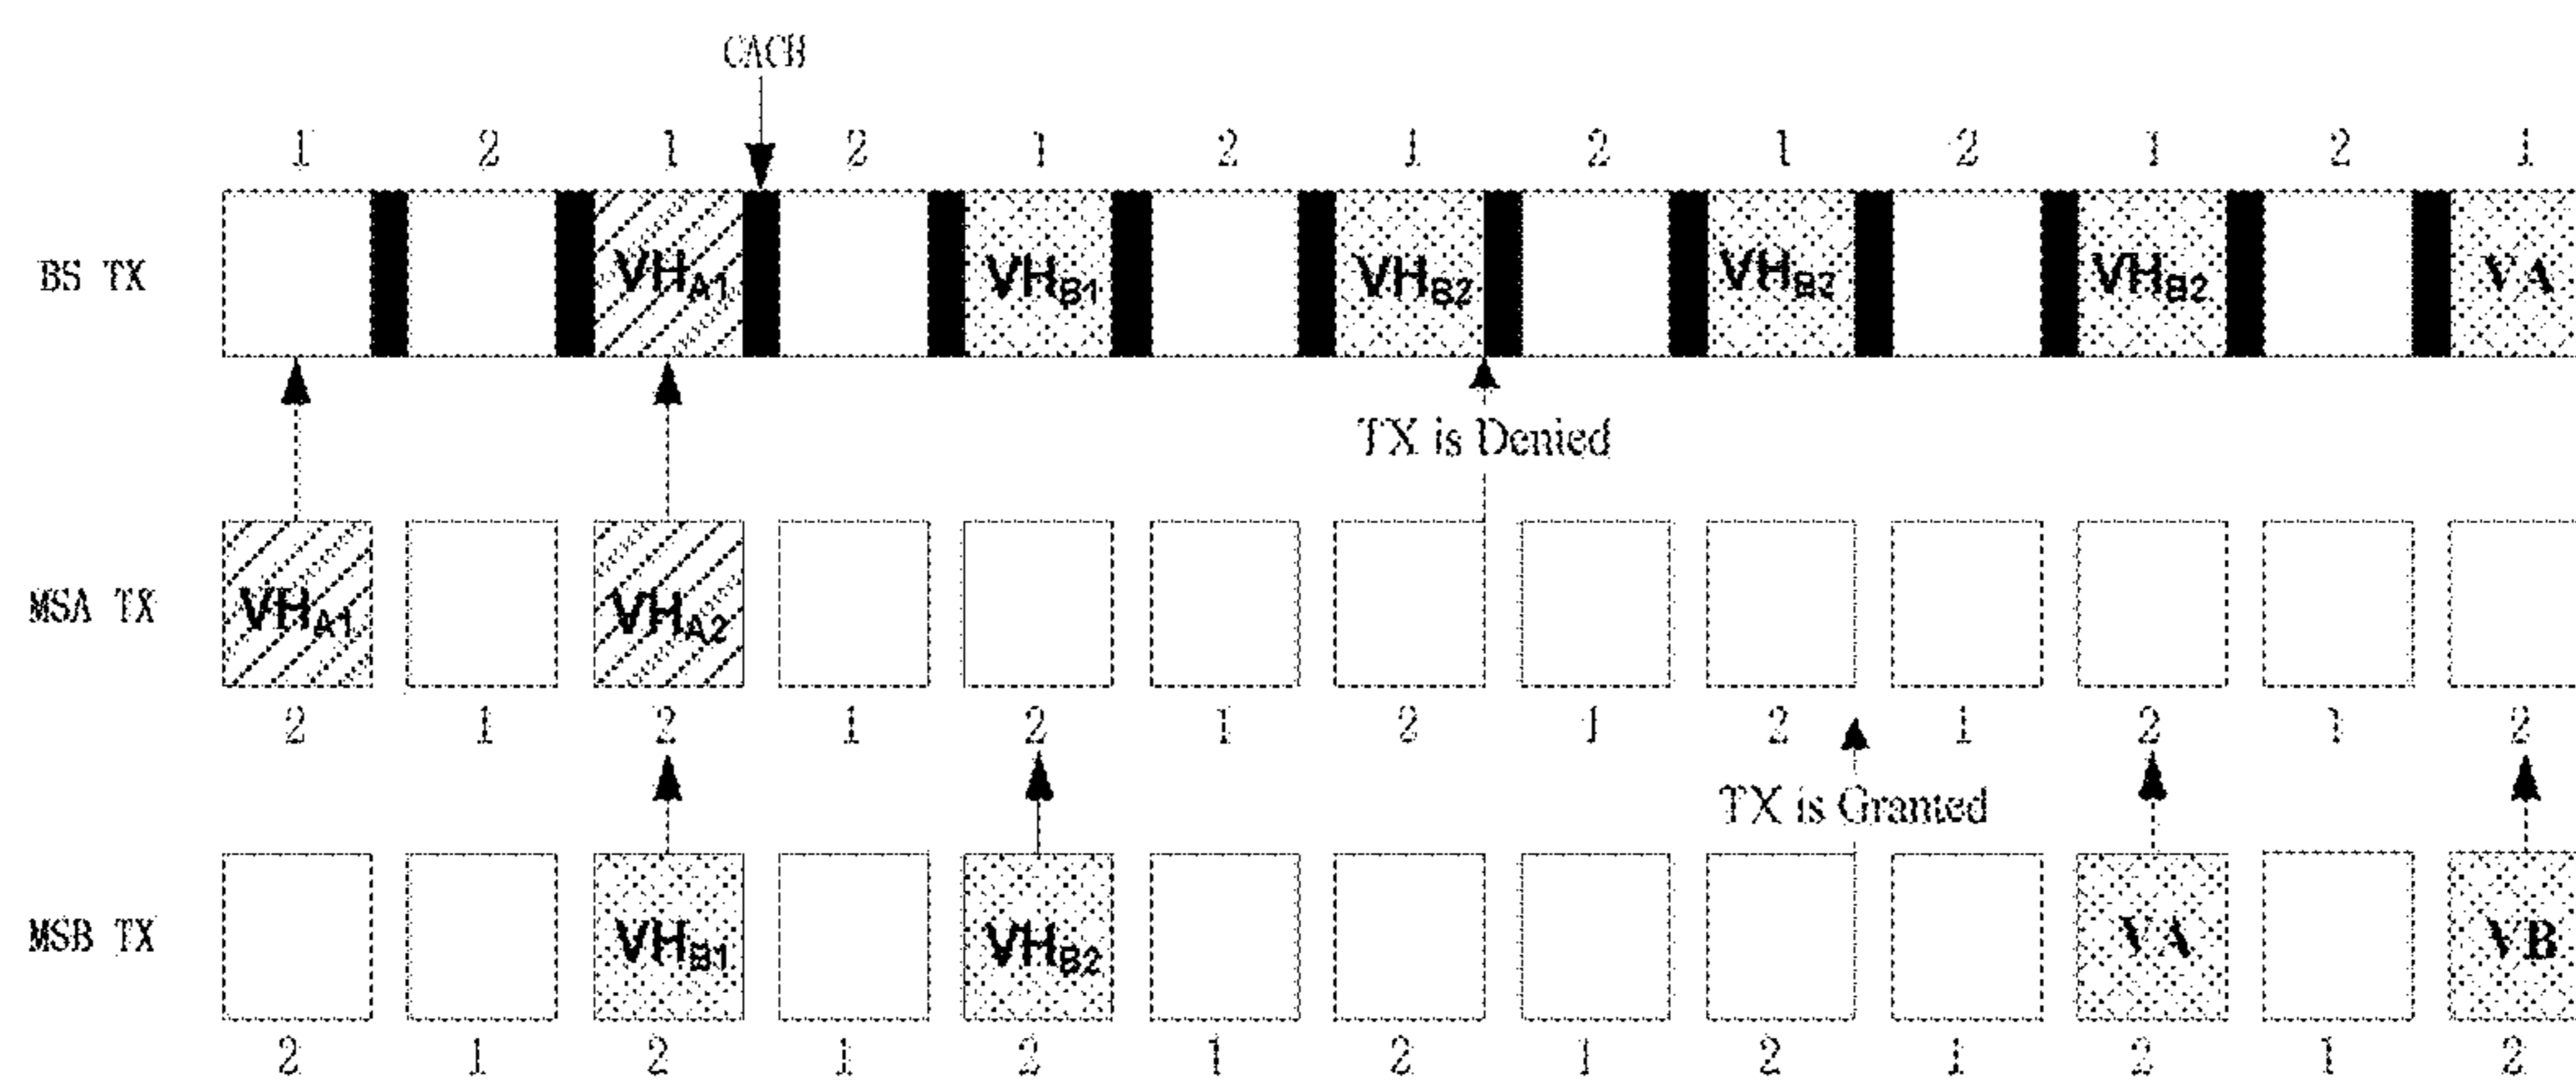 CACH
1 2 1 2 1 2 1 2 1 2 1 2 1
BS TX VHA1 VHB1 VHB2 VHB2 VHB2 VA
TX is Denied
MSA TX VHA1 VHA2
2 1 2 1 2 1 2 1 2 1 2 1 2
TX is Granted
MSB TX VHB1 VHB2 VA VB
2 1 2 1 2 1 2 1 2 1 2 1 2